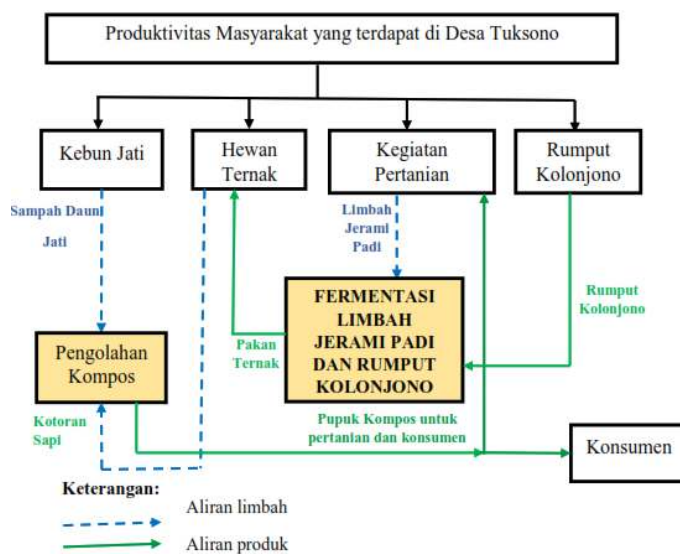 Produktivitas Masyarakat yang terdapat di Desa Tuksono
Kebun Jati
Hewan
Ternak
Kegiatan
Pertanian
Rumput
Kolonjono
Sampah Daun
Jati
Limbah
Jerami
Padi
FERMENTASI
LIMBAH
JERAMI PADI
DAN RUMPUT
KOLONJONO
Rumput
Kolonjono
Pakan
Ternak
Pengolahan
Kompos
Kotoran
Sapi
Pupuk Kompos untuk
pertanian dan konsumen
Konsumen
Keterangan:
Aliran limbah
Aliran produk